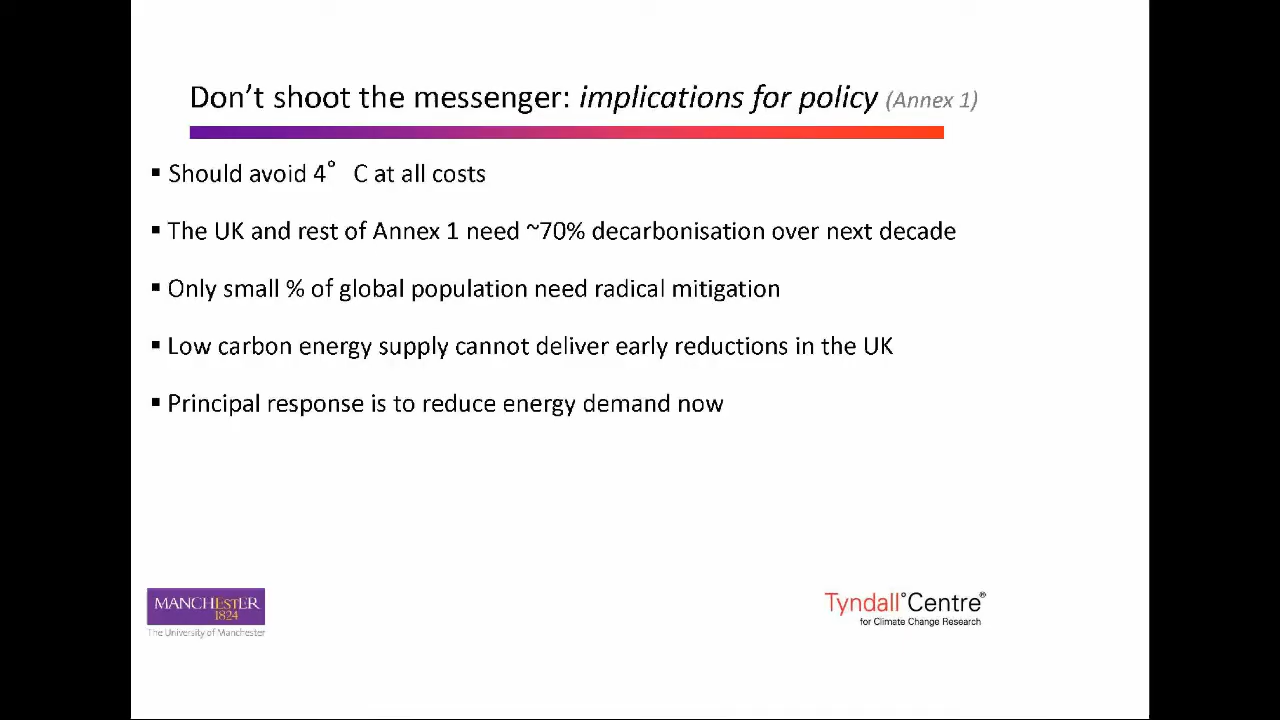 Don’t shoot the messenger: implications for policy (Annex 1)
▪ Should avoid 4° C at all costs
▪ The UK and rest of Annex 1 need ~70% decarbonisation over next decade
▪ Only small % of global population need radical mitigation
▪ Low carbon energy supply cannot deliver early reductions in the UK
▪ Principal response is to reduce energy demand now
MANCHESTER
1824
The University of Manchester
Tyndall°Centre®
for Climate Change Research